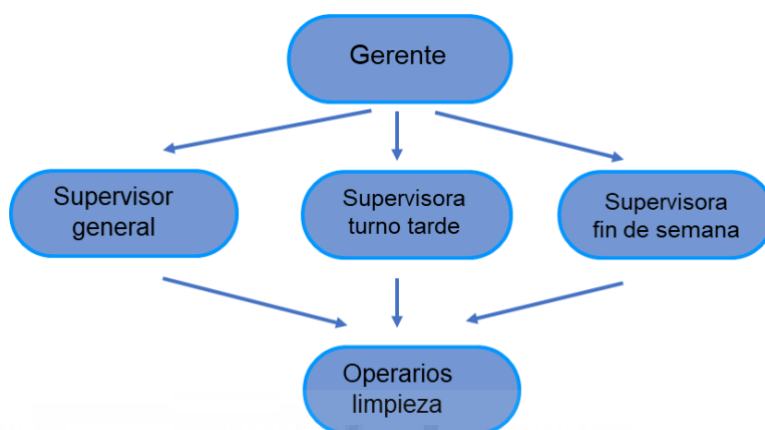 Gerente
Supervisor
general
Supervisora
turno tarde
Supervisora
fin de semana
Operarios
limpieza